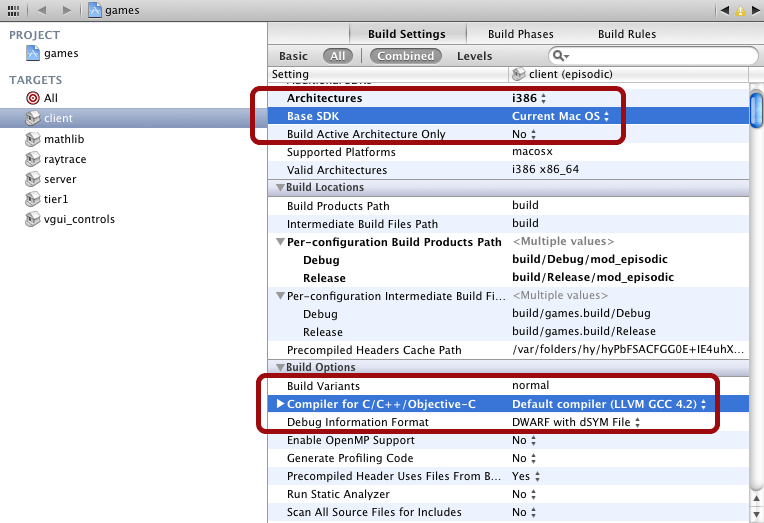 games
PROJECT
games
TARGETS
All
client
mathlib
raytrace
server
tier1
vgui_controls
Build Settings Build Phases Build Rules
Basic All Combined Levels
Setting client (episodic)
Architectures i386
Base SDK Current Mac OS
Build Active Architecture Only No
Supported Platforms macosx
Valid Architectures i386 x86_64
Build Locations
Build Products Path build
Intermediate Build Files Path build
Per-configuration Build Products Path <Multiple values>
Debug build/Debug/mod_episodic
Release build/Release/mod_episodic
Per-configuration Intermediate Build Fi... <Multiple values>
Debug build/games.build/Debug
Release build/games.build/Release
Precompiled Headers Cache Path /var/folders/hy/hyPbFSACFGG0E+IE4uhX...
Build Options
Build Variants normal
Compiler for C/C++/Objective-C Default compiler (LLVM GCC 4.2)
Debug Information Format DWARF with dSYM File
Enable OpenMP Support No
Generate Profiling Code No
Precompiled Header Uses Files From B... Yes
Run Static Analyzer No
Scan All Source Files for Includes No